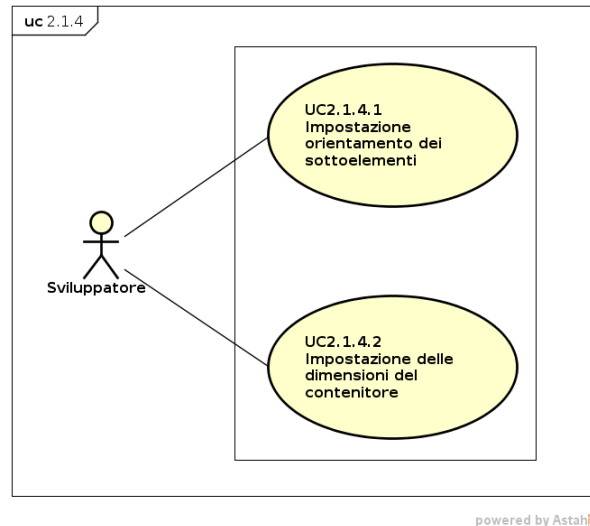 uc 2.1.4
UC2.1.4.1
Impostazione
orientamento dei
sottoelementi
Sviluppatore
UC2.1.4.2
Impostazione delle
dimensioni del
contenitore
powered by Astah